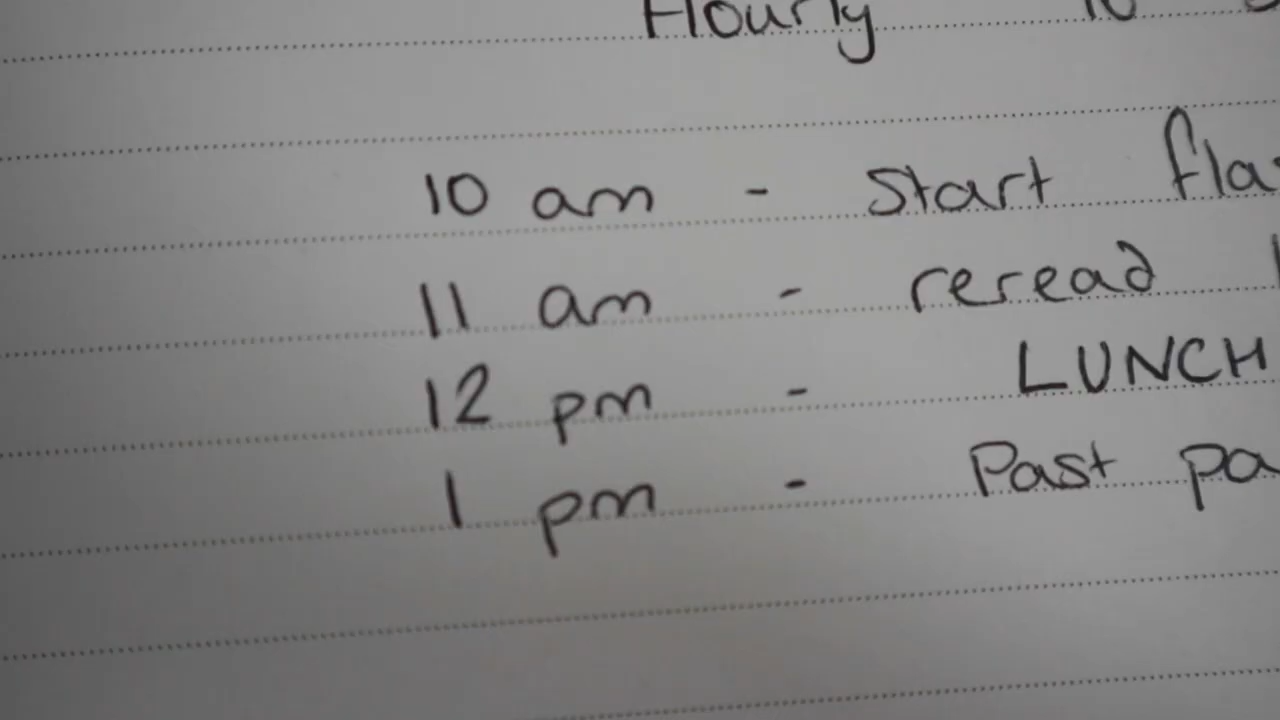 Hourly
10 am - Start
11 am - reread
12 pm - LUNCH
1 pm - Past